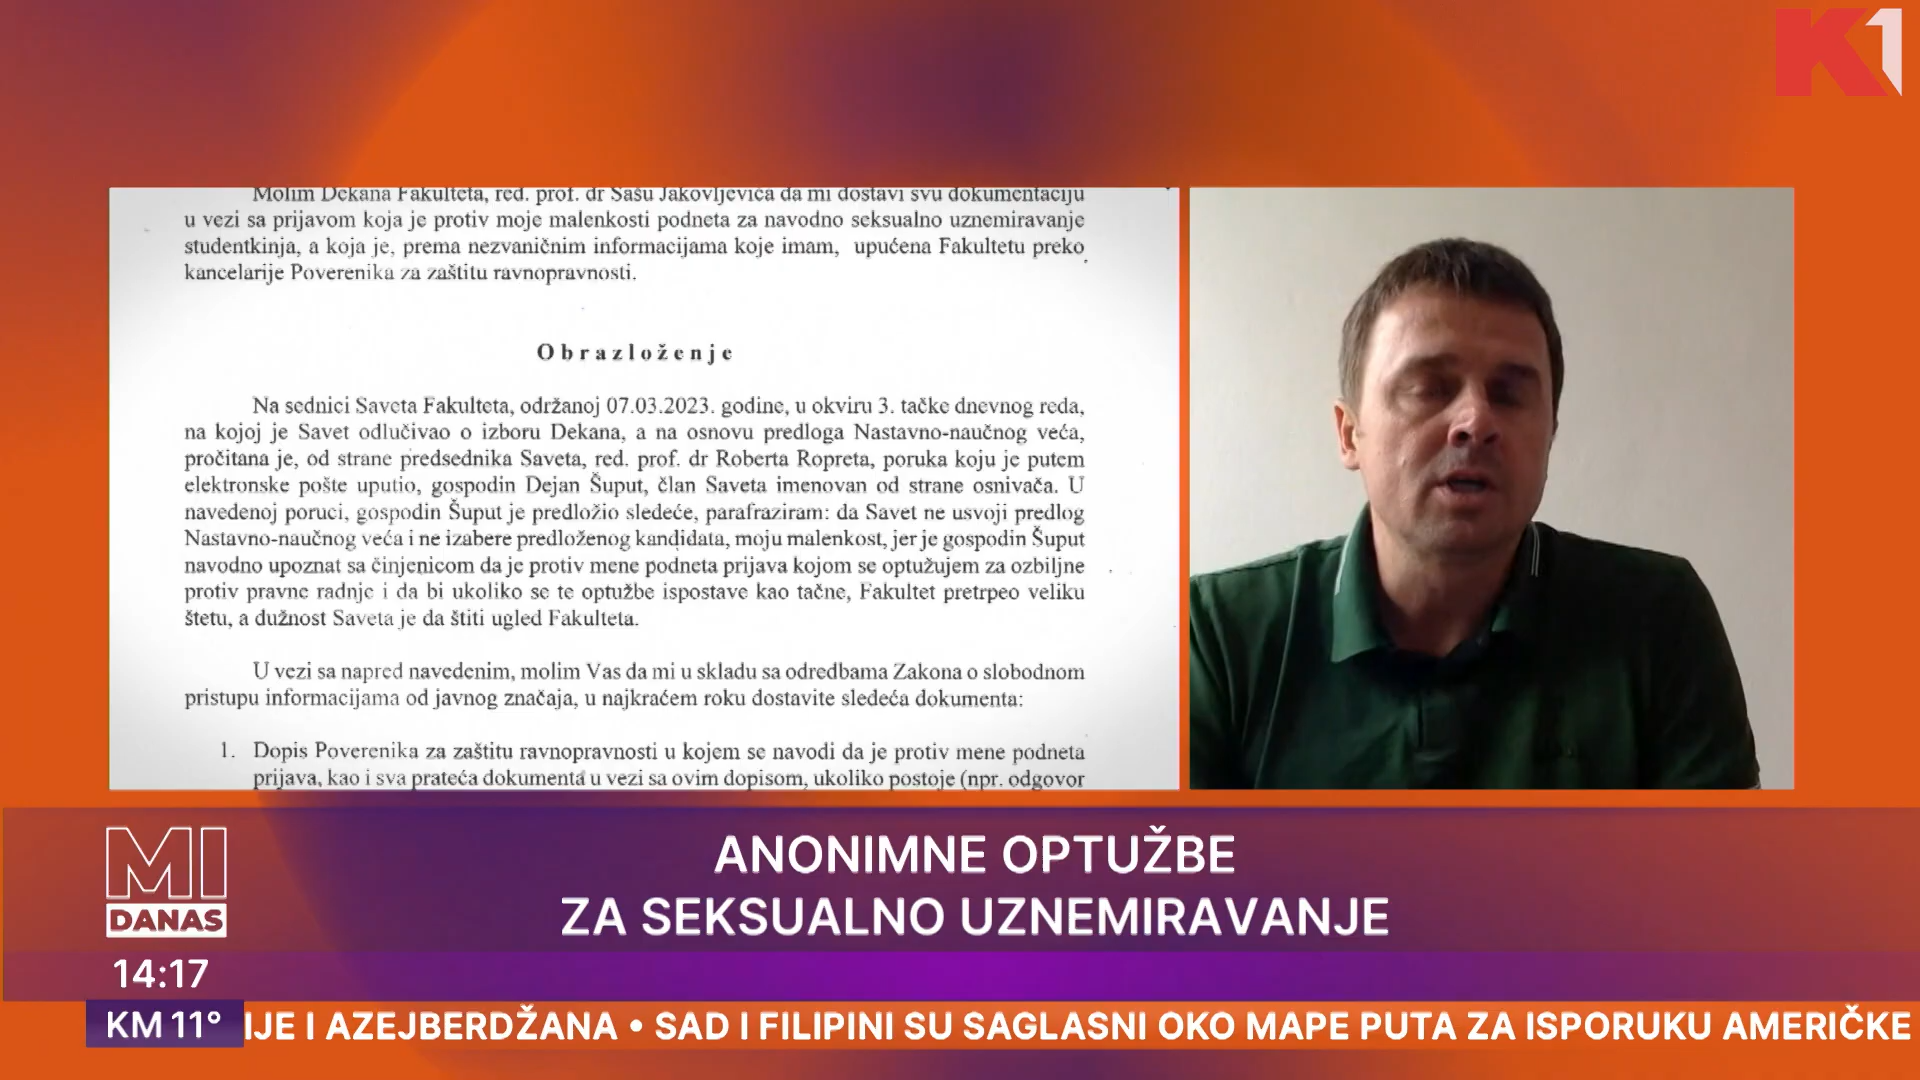 K1
Molim Dekana Fakulteta, red. prof. dr Sašu Jakovljevića da mi dostavi svu dokumentaciju
u vezi sa prijavom koja je protiv moje malenkosti podneta za navodno seksualno uznemiravanje
studentkinja, a koja je, prema nezvaničnim informacijama koje imam, upućena Fakultetu preko
kancelarije Poverenika za zaštitu ravnopravnosti.
Obrazloženje
Na sednici Saveta Fakulteta, održanoj 07.03.2023. godine, u okviru 3. tačke dnevnog reda,
na kojoj je Savet odlučivao o izboru Dekana, a na osnovu predloga Nastavno-naučnog veća,
pročitana je, od strane predsednika Saveta, red. prof. dr Roberta Ropreta, poruka koju je putem
elektronske pošte uputio, gospodin Dejan Šuput, član Saveta imenovan od strane osnivača. U
navedenoj poruci, gospodin Šuput je predložio sledeće, parafraziram: da Savet ne usvoji predlog
Nastavno-naučnog veća i ne izabere predloženog kandidata, moju malenkost, jer je gospodin Šuput
navodno upoznat sa činjenicom da je protiv mene podneta prijava kojom se optužujem za ozbiljne
protiv pravne radnje i da bi ukoliko se te optužbe ispostave kao tačne, Fakultet pretrpeo veliku
štetu, a dužnost Saveta je da štiti ugled Fakulteta.
U vezi sa napred navedenim, molim Vas da mi u skladu sa odredbama Zakona o slobodnom
pristupu informacijama od javnog značaja, u najkraćem roku dostavite sledeća dokumenta:
1. Dopis Poverenika za zaštitu ravnopravnosti u kojem se navodi da je protiv mene podneta
prijava, kao i sva prateća dokumenta u vezi sa ovim dopisom, ukoliko postoje (npr. odgovor
MI
DANAS
ANONIMNE OPTUŽBE
ZA SEKSUALNO UZNEMIRAVANJE
14:17
KM 11° IJE I AZEJBERDŽANA • SAD I FILIPINI SU SAGLASNI OKO MAPE PUTA ZA ISPORUKU AMERIČKE